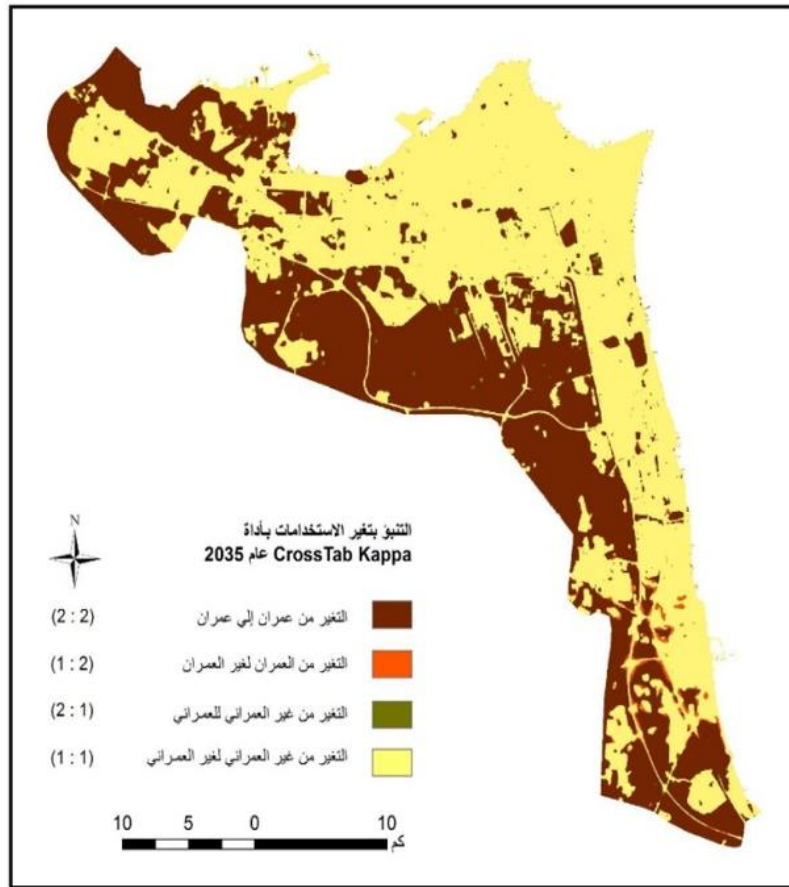 N
التنبؤ بتغير الاستخدامات بأداة
CrossTab Kappa عام 2035
التغير من عمران إلي عمران (2 : 2)
التغير من العمران لغير العمران (1 : 2)
التغير من غير العمراني للعمراني (2 : 1)
التغير من غير العمراني لغير العمراني (1 : 1)
10 5 0 10
كم